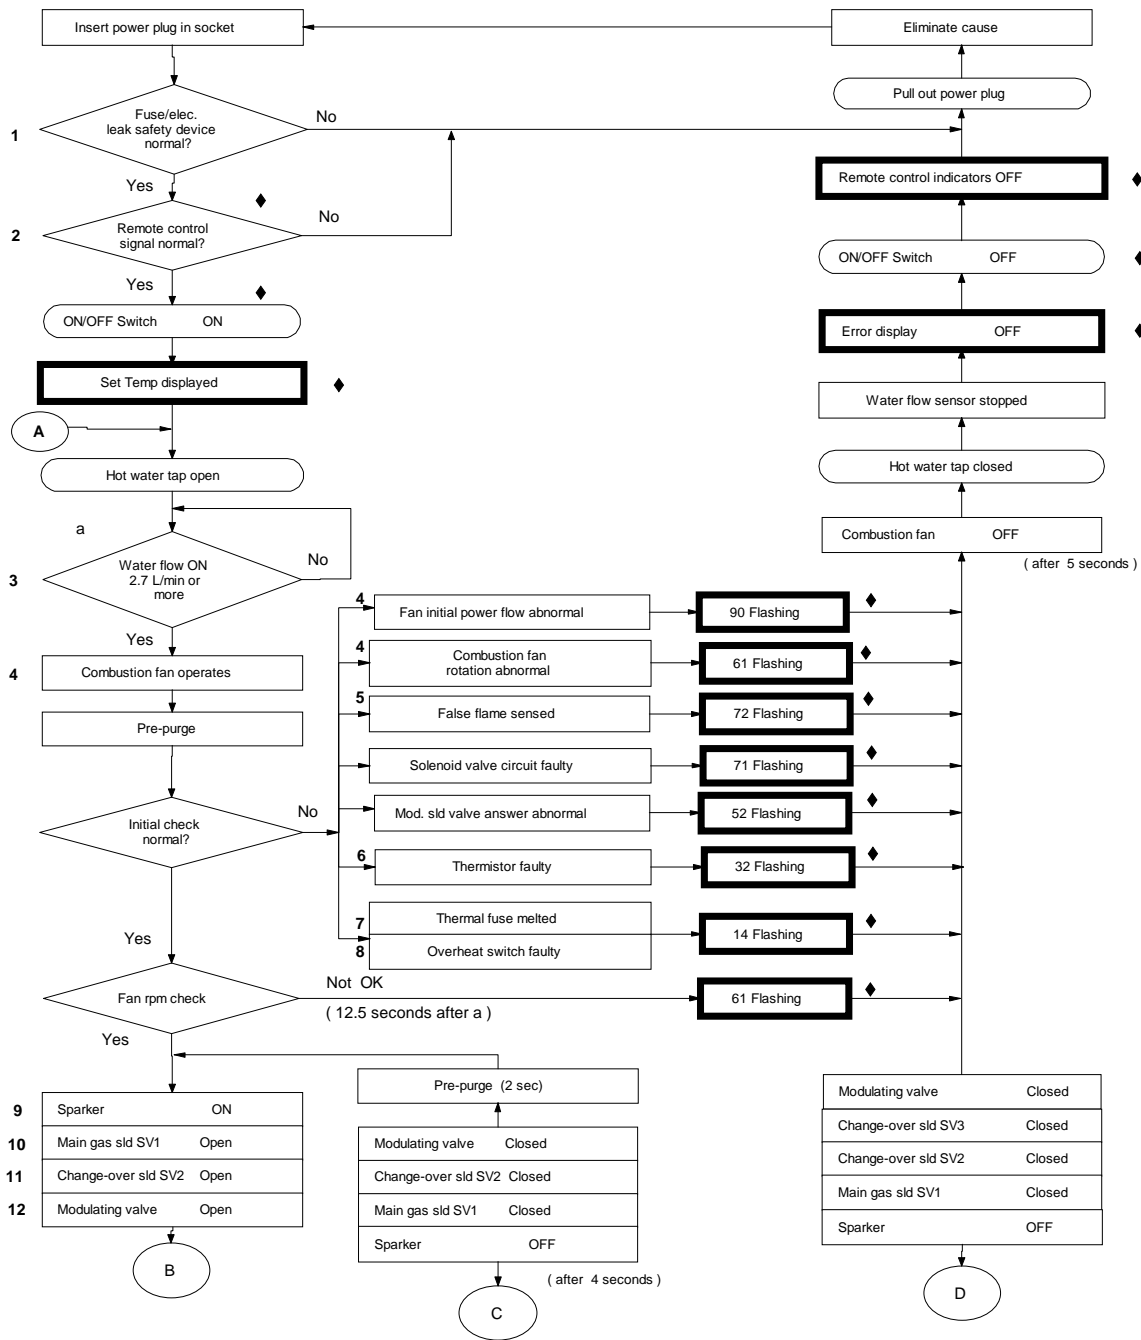 Insert power plug in socket
Eliminate cause
Pull out power plug
1
Fuse/elec.
leak safety device
normal?
No
Yes
Remote control indicators OFF ♦
♦
2
Remote control
signal normal?
No
Yes
ON/OFF Switch OFF ♦
♦
ON/OFF Switch ON
Error display OFF ♦
Set Temp displayed ♦
Water flow sensor stopped
A
Hot water tap open
Hot water tap closed
a
Combustion fan OFF
( after 5 seconds )
3
Water flow ON
2.7 L/min or
more
No
Yes
4 Combustion fan operates
Pre-purge
Initial check
normal?
No
Yes
4 Fan initial power flow abnormal 90 Flashing ♦
4 Combustion fan
rotation abnormal
61 Flashing ♦
5 False flame sensed 72 Flashing ♦
Solenoid valve circuit faulty 71 Flashing ♦
Mod. sld valve answer abnormal 52 Flashing ♦
6 Thermistor faulty 32 Flashing ♦
7 Thermal fuse melted
8 Overheat switch faulty
14 Flashing ♦
Fan rpm check
Not OK
( 12.5 seconds after a )
61 Flashing ♦
Yes
9 Sparker ON
10 Main gas sld SV1 Open
11 Change-over sld SV2 Open
12 Modulating valve Open
B
Pre-purge (2 sec)
Modulating valve Closed
Change-over sld SV2 Closed
Main gas sld SV1 Closed
Sparker OFF
( after 4 seconds )
C
Modulating valve Closed
Change-over sld SV3 Closed
Change-over sld SV2 Closed
Main gas sld SV1 Closed
Sparker OFF
D